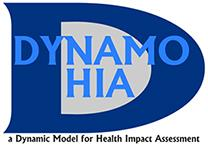 DYNAMO
HIA
a Dynamic Model for Health Impact Assessment